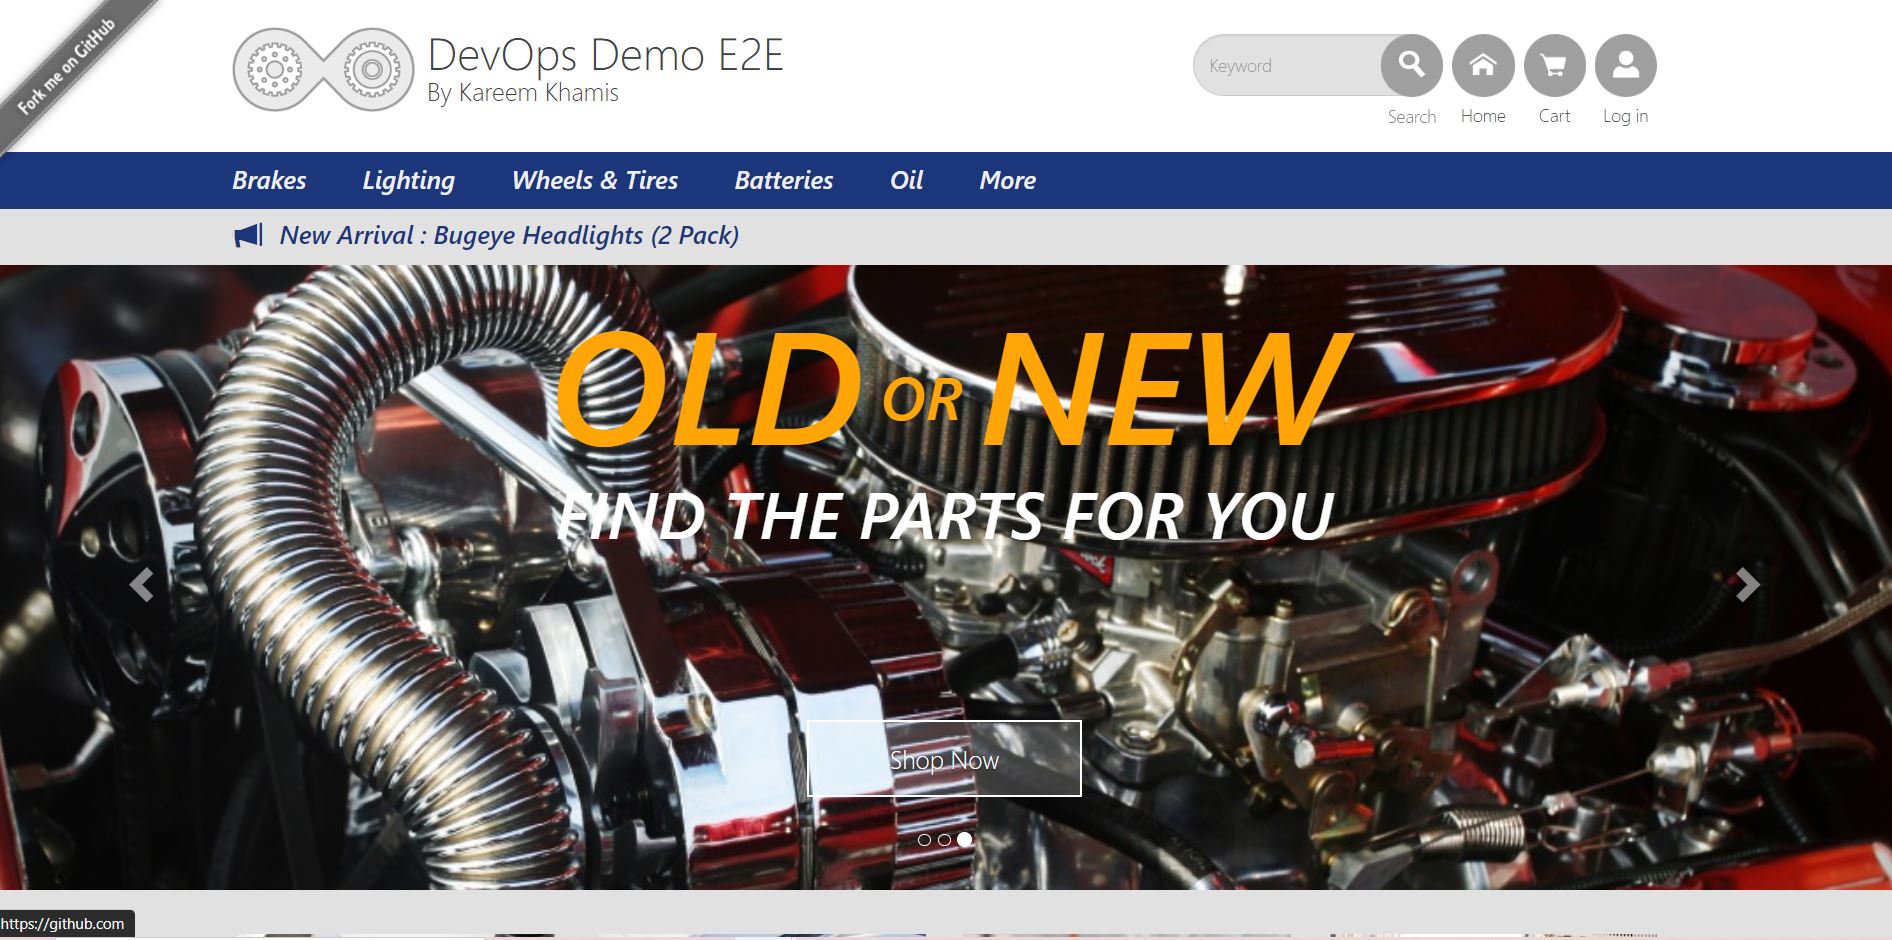 Fork me on GitHub
DevOps Demo E2E
By Kareem Khamis
Keyword
Search
Home
Cart
Log in
Brakes
Lighting
Wheels & Tires
Batteries
Oil
More
New Arrival : Bugeye Headlights (2 Pack)
OLD OR NEW
FIND THE PARTS FOR YOU
Shop Now
https://github.com